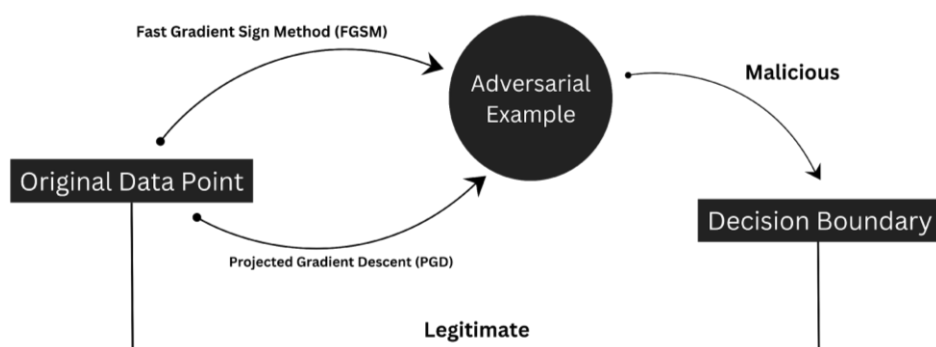 Fast Gradient Sign Method (FGSM)
Adversarial
Example
Malicious
Original Data Point
Decision Boundary
Projected Gradient Descent (PGD)
Legitimate